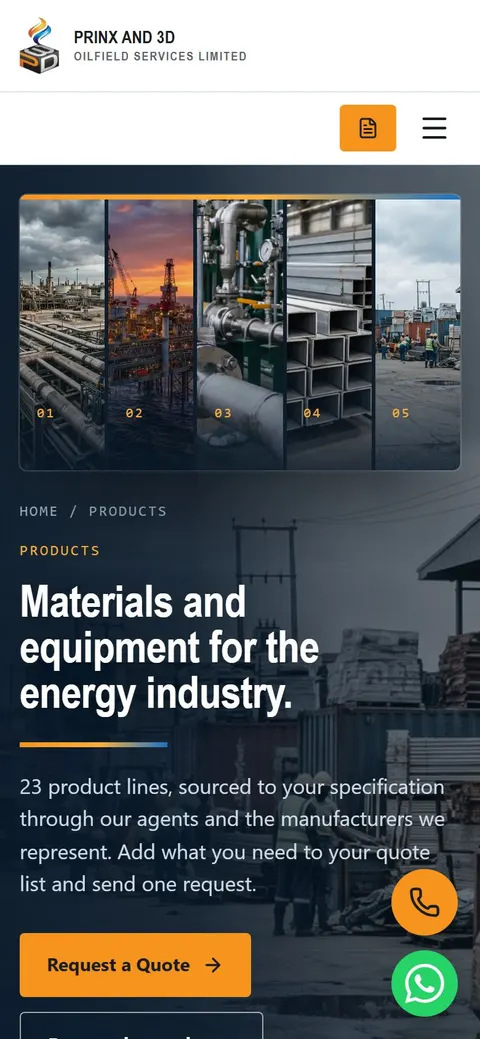 PRINX AND 3D
OILFIELD SERVICES LIMITED
01
02
03
04
05
HOME / PRODUCTS
PRODUCTS
Materials and
equipment for the
energy industry.
23 product lines, sourced to your specification
through our agents and the manufacturers we
represent. Add what you need to your quote
list and send one request.
Request a Quote